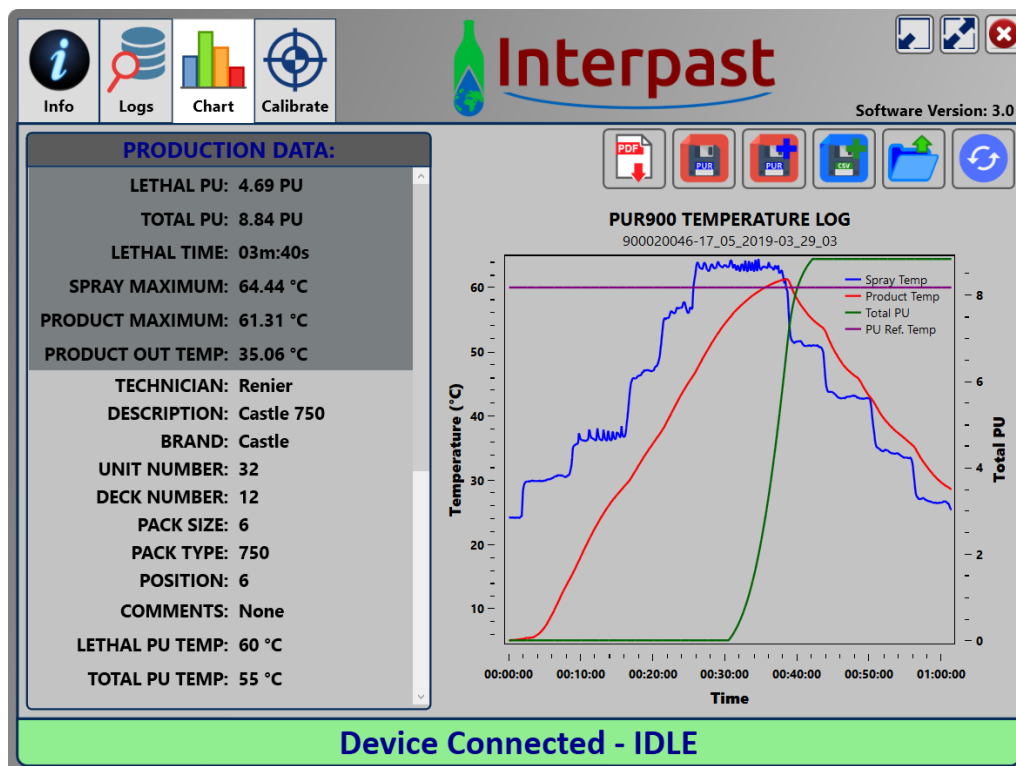 Info
Logs
Chart
Calibrate
Interpast
Software Version: 3.0
PRODUCTION DATA:
LETHAL PU: 4.69 PU
TOTAL PU: 8.84 PU
LETHAL TIME: 03m:40s
SPRAY MAXIMUM: 64.44 °C
PRODUCT MAXIMUM: 61.31 °C
PRODUCT OUT TEMP: 35.06 °C
TECHNICIAN: Renier
DESCRIPTION: Castle 750
BRAND: Castle
UNIT NUMBER: 32
DECK NUMBER: 12
PACK SIZE: 6
PACK TYPE: 750
POSITION: 6
COMMENTS: None
LETHAL PU TEMP: 60 °C
TOTAL PU TEMP: 55 °C
PDF
PUR
PUR
CSV
PUR900 TEMPERATURE LOG
900020046-17_05_2019-03_29_03
Spray Temp
Product Temp
Total PU
PU Ref. Temp
Temperature (°C)
60
50
40
30
20
10
Total PU
8
6
4
2
0
00:00:00 00:10:00 00:20:00 00:30:00 00:40:00 00:50:00 01:00:00
Time
Device Connected - IDLE